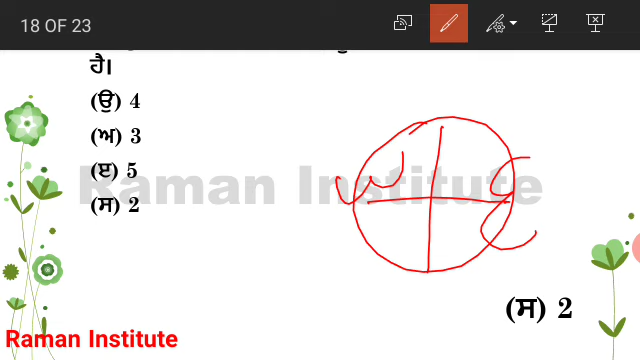 18 OF 23
ਹੈ।
(ੳ) 4
(ਅ) 3
(ੲ) 5
(ਸ) 2
Raman Institute
(ਸ) 2
Raman Institute